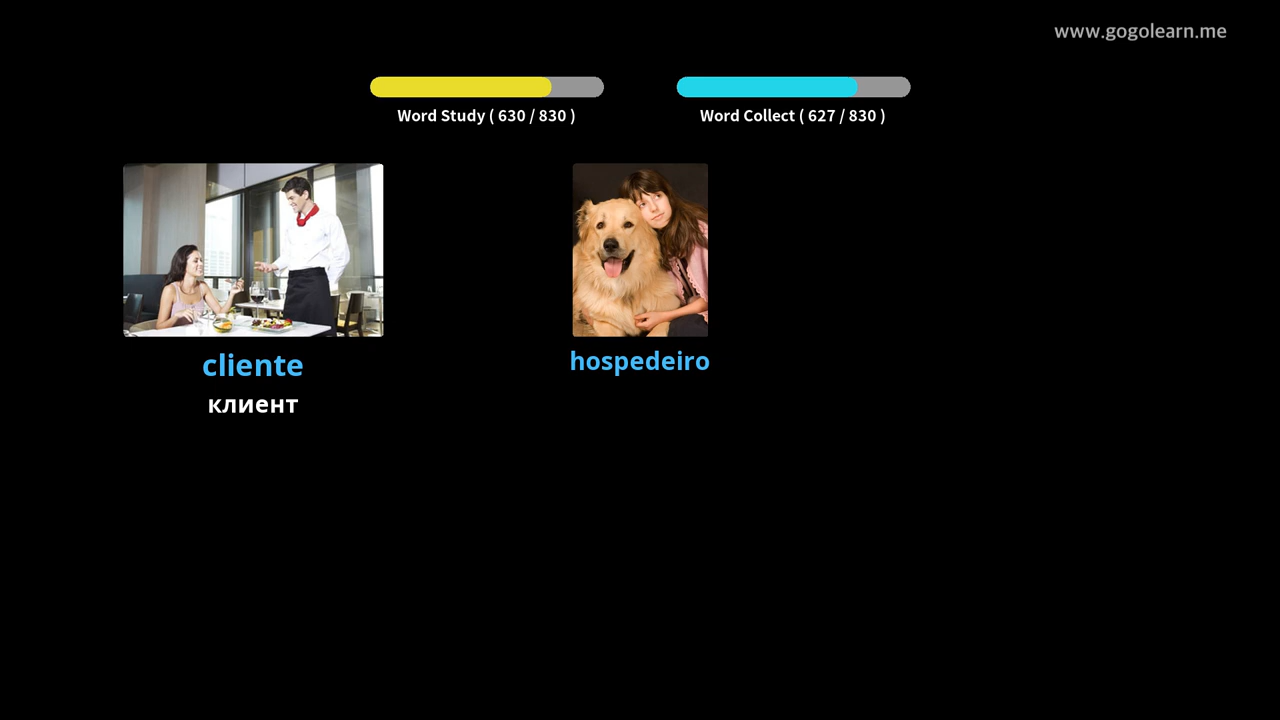 www.gogolearn.me
Word Study ( 630 / 830 )
Word Collect ( 627 / 830 )
cliente
клиент
hospedeiro